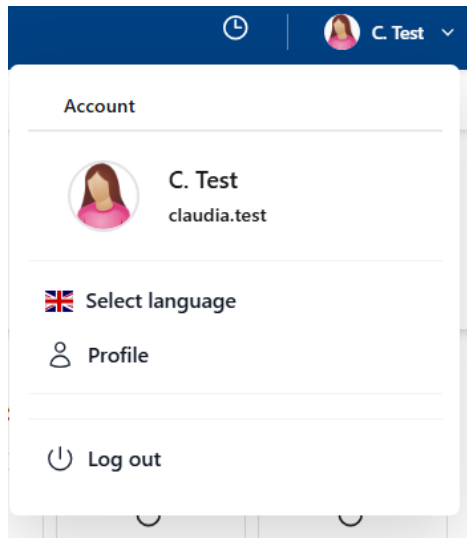 C. Test
Account
C. Test
claudia.test
Select language
Profile
Log out